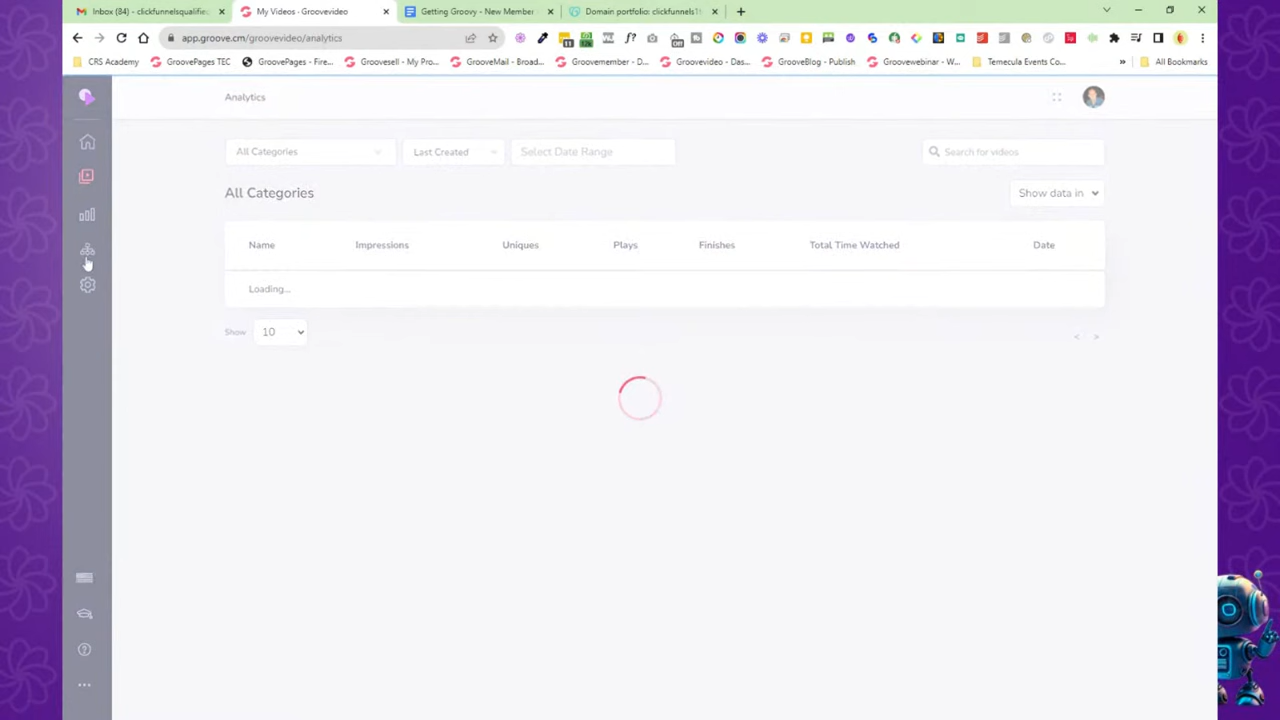 Inbox (84) - clickfunnelsqualified
My Videos - Groovevideo
Getting Groovy - New Member
Domain portfolio: clickfunnels1
app.groove.cm/groovevideo/analytics
CRS Academy
GroovePages TEC
GroovePages - Fire...
Groovesell - My Pro...
GrooveMail - Broad...
Groovemember - D...
Groovevideo - Das...
GrooveBlog - Publish
Groovewebinar - W...
Temecula Events Co...
»
All Bookmarks
Analytics
All Categories
Last Created
Select Date Range
Search for videos
All Categories
Show data in
Name Impressions Uniques Plays Finishes Total Time Watched Date
Loading...
Show 10
< >